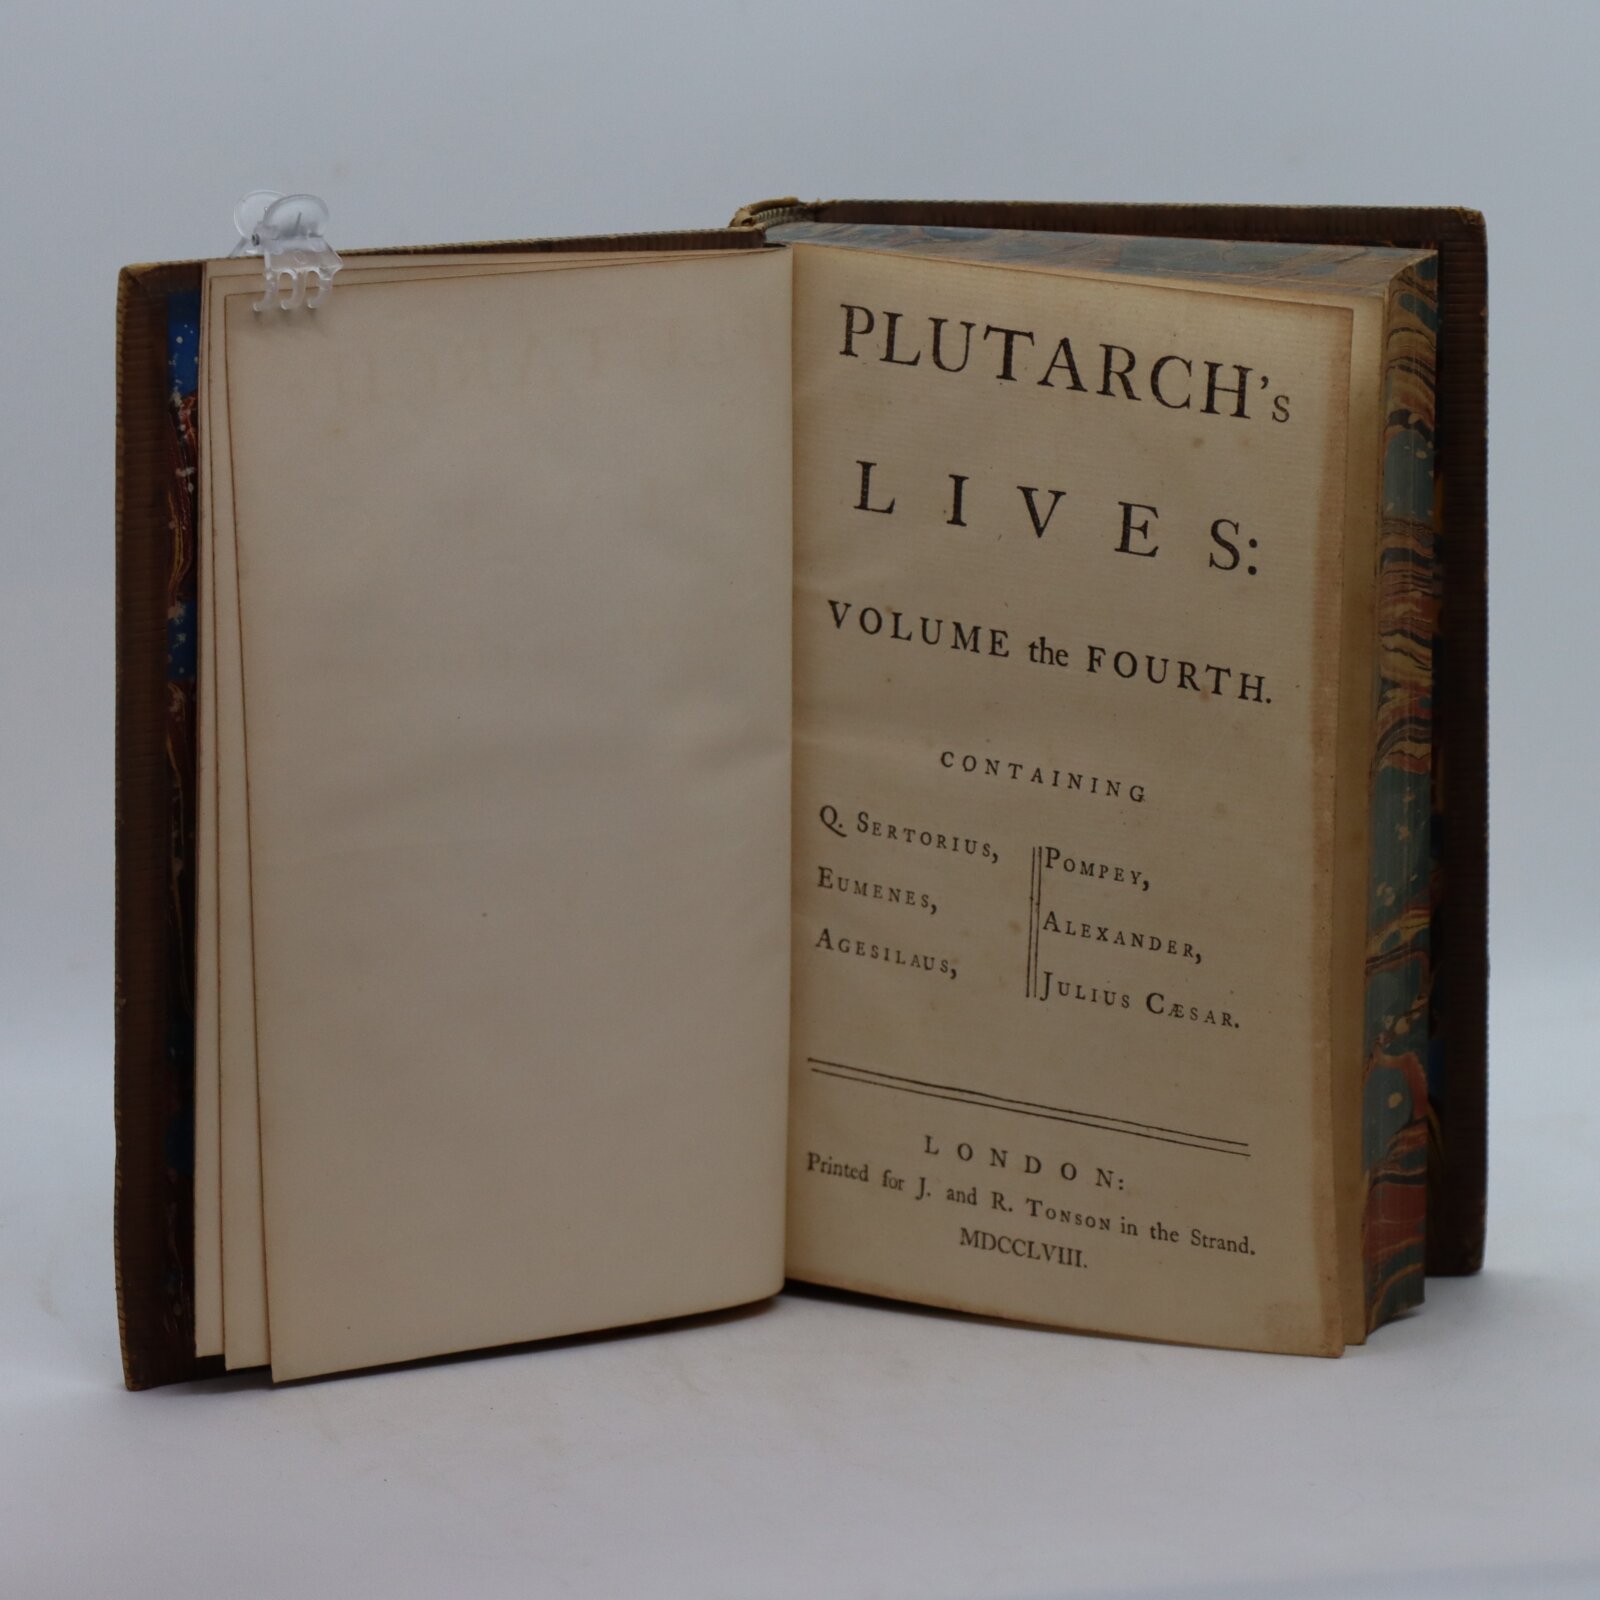 PLUTARCH's
LIVES:
VOLUME the FOURTH.
CONTAINING
Q. SERTORIUS,
EUMENES,
AGESILAUS,
POMPEY,
ALEXANDER,
JULIUS CÆSAR.
LONDON:
Printed for J. and R. TONSON in the Strand.
MDCCLVIII.